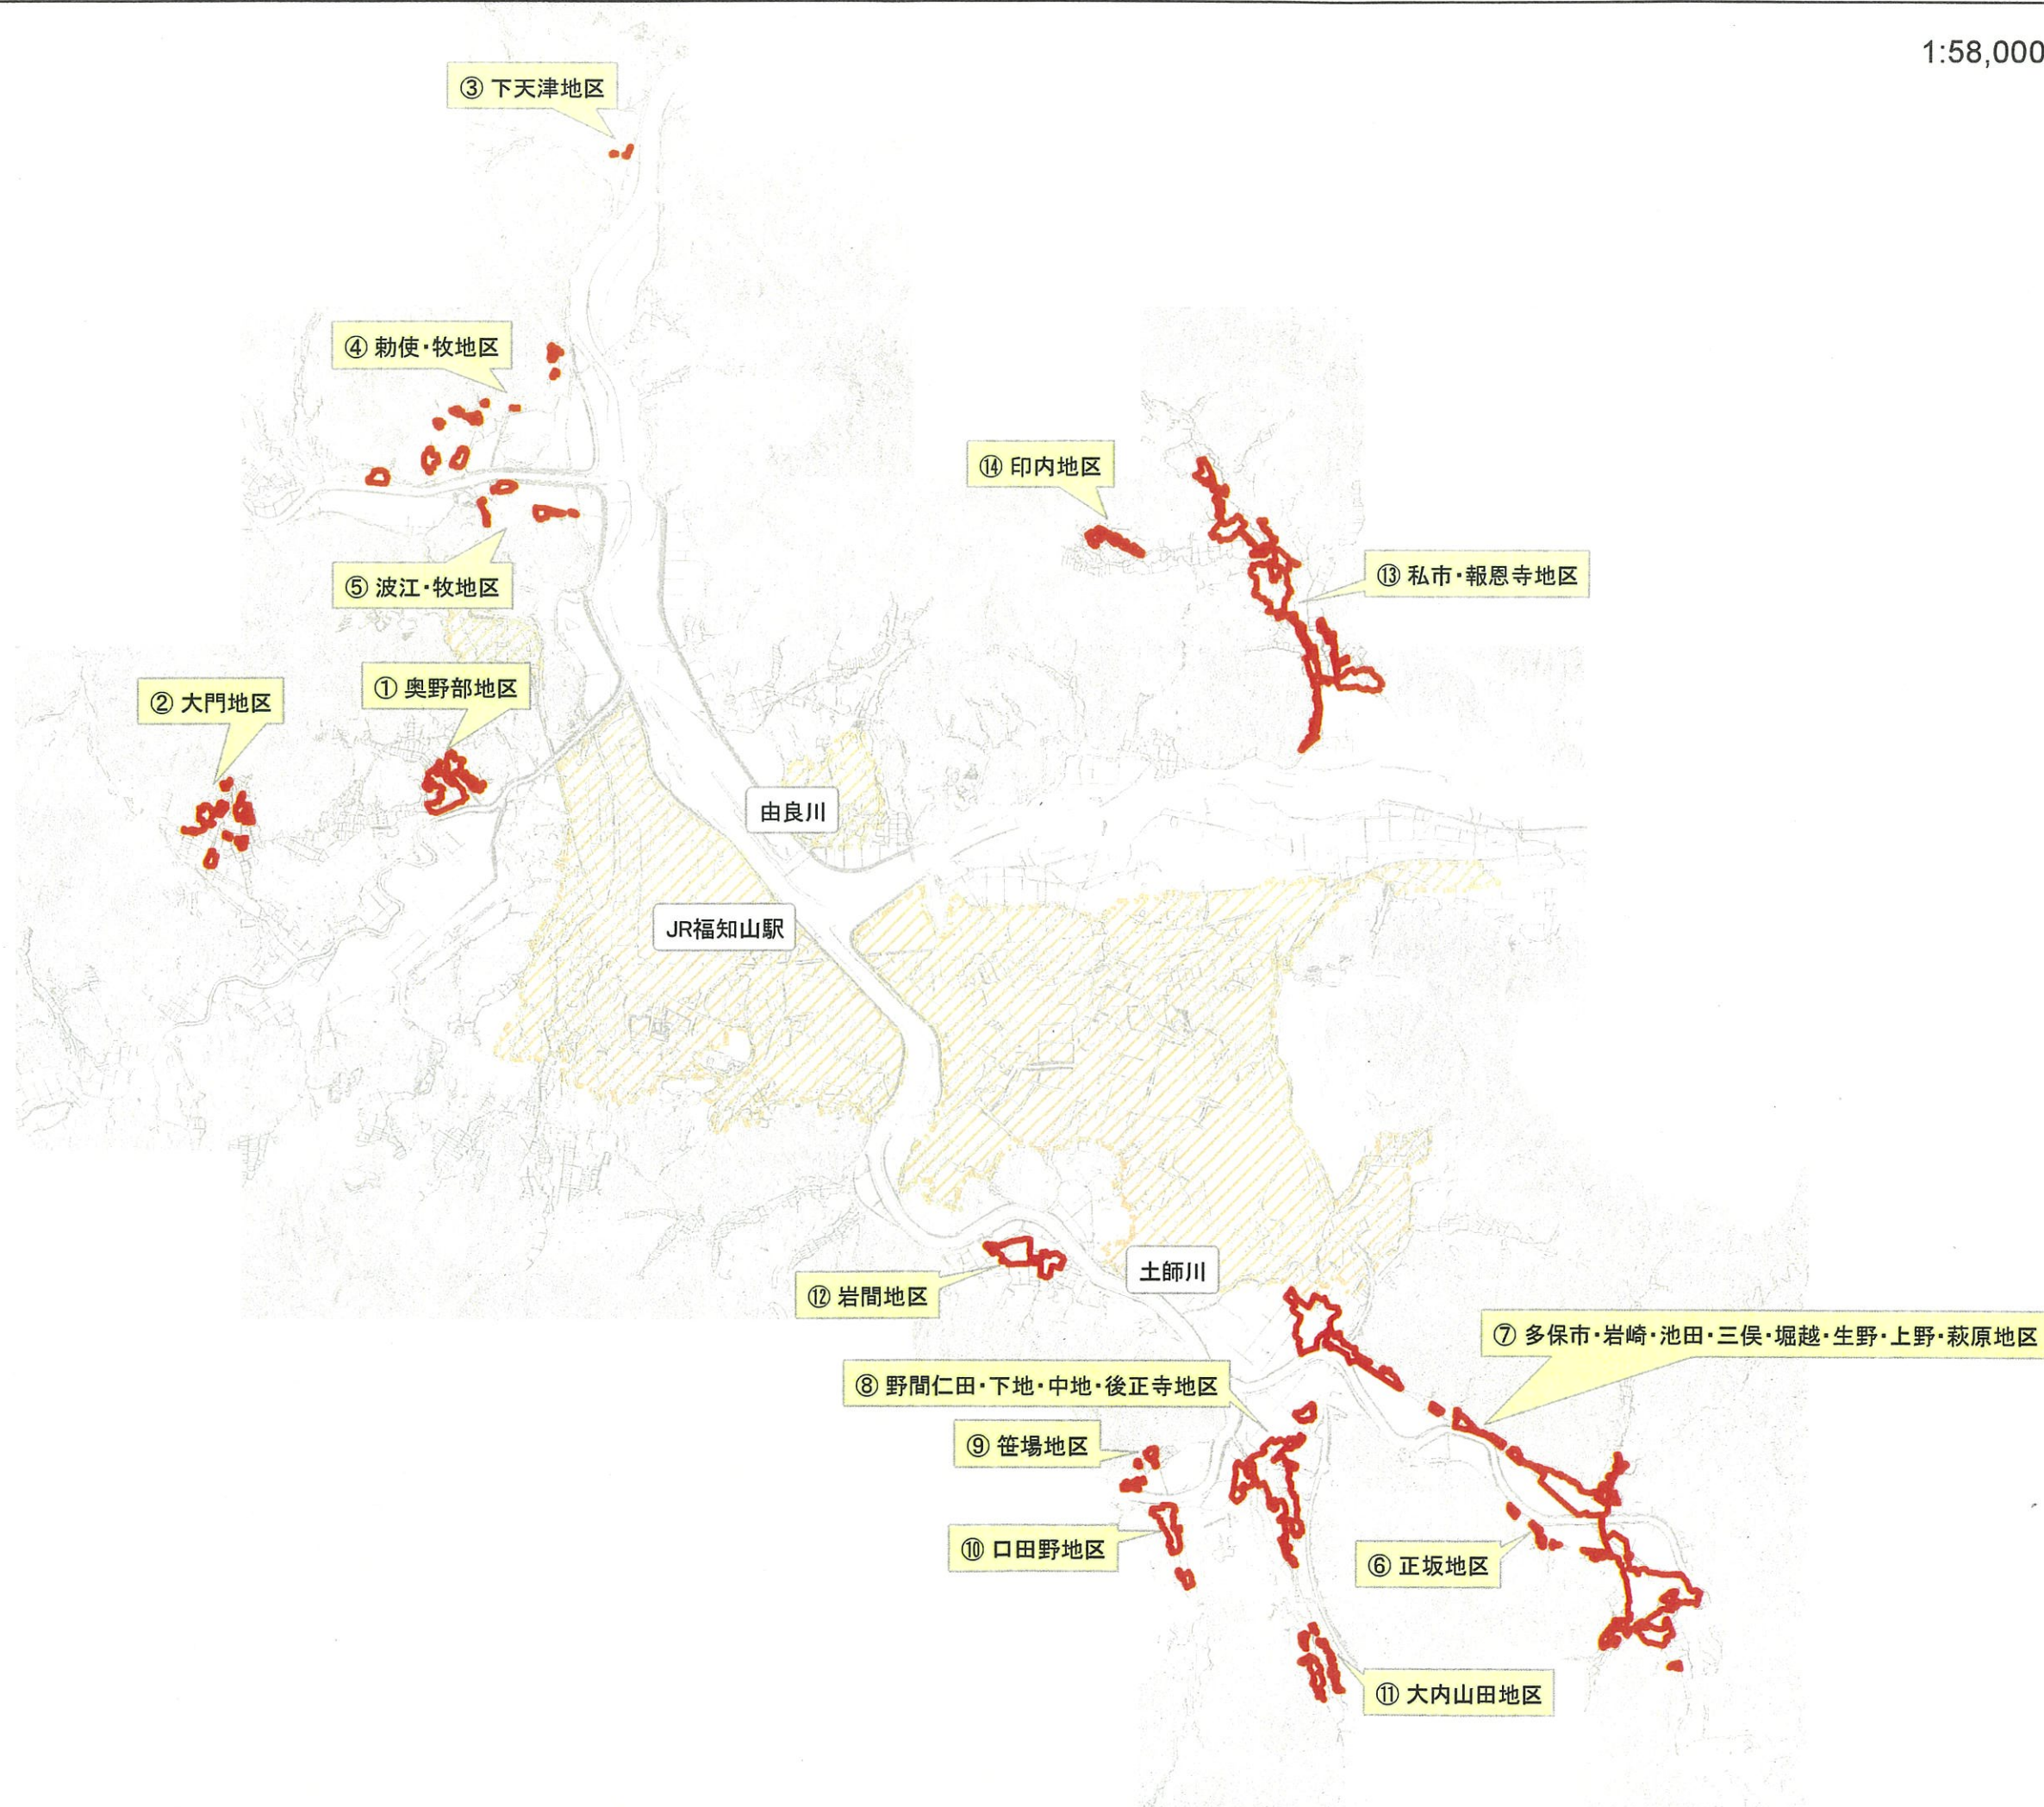 1:58,000
③ 下天津地区
④ 勅使・牧地区
⑭ 印内地区
⑬ 私市・報恩寺地区
⑤ 波江・牧地区
① 奥野部地区
② 大門地区
由良川
JR福知山駅
土師川
⑫ 岩間地区
⑦ 多保市・岩崎・池田・三俣・堀越・生野・上野・萩原地区
⑧ 野間仁田・下地・中地・後正寺地区
⑨ 笹場地区
⑩ 口田野地区
⑥ 正坂地区
⑪ 大内山田地区